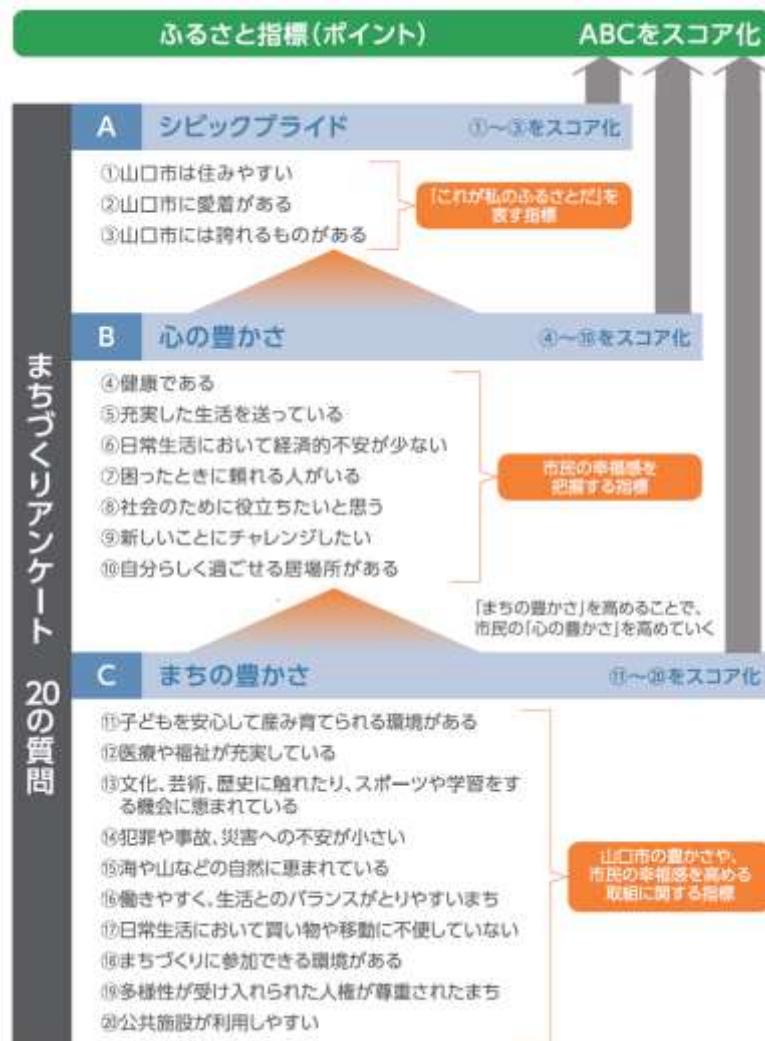 ふるさと指標(ポイント) ABCをスコア化
A シビックプライド ①~③をスコア化
①山口市は住みやすい
②山口市に愛着がある
③山口市には誇れるものがある
「これが私のふるさとだ」を
表す指標
B 心の豊かさ ④~⑩をスコア化
④健康である
⑤充実した生活を送っている
⑥日常生活において経済的不安が少ない
⑦困ったときに頼れる人がいる
⑧社会のために役立ちたいと思う
⑨新しいことにチャレンジしたい
⑩自分らしく過ごせる居場所がある
市民の幸福感を
把握する指標
「まちの豊かさ」を高めることで、
市民の「心の豊かさ」を高めていく
C まちの豊かさ ⑪~⑳をスコア化
⑪子どもを安心して産み育てられる環境がある
⑫医療や福祉が充実している
⑬文化、芸術、歴史に触れたり、スポーツや学習をす
る機会に恵まれている
⑭犯罪や事故、災害への不安が小さい
⑮海や山などの自然に恵まれている
⑯働きやすく、生活とのバランスがとりやすいまち
⑰日常生活において買い物や移動に不便していない
⑱まちづくりに参加できる環境がある
⑲多様性が受け入れられた人権が尊重されたまち
⑳公共施設が利用しやすい
山口市の豊かさや、
市民の幸福感を高める
取組に関する指標
まちづくりアンケート 20の質問